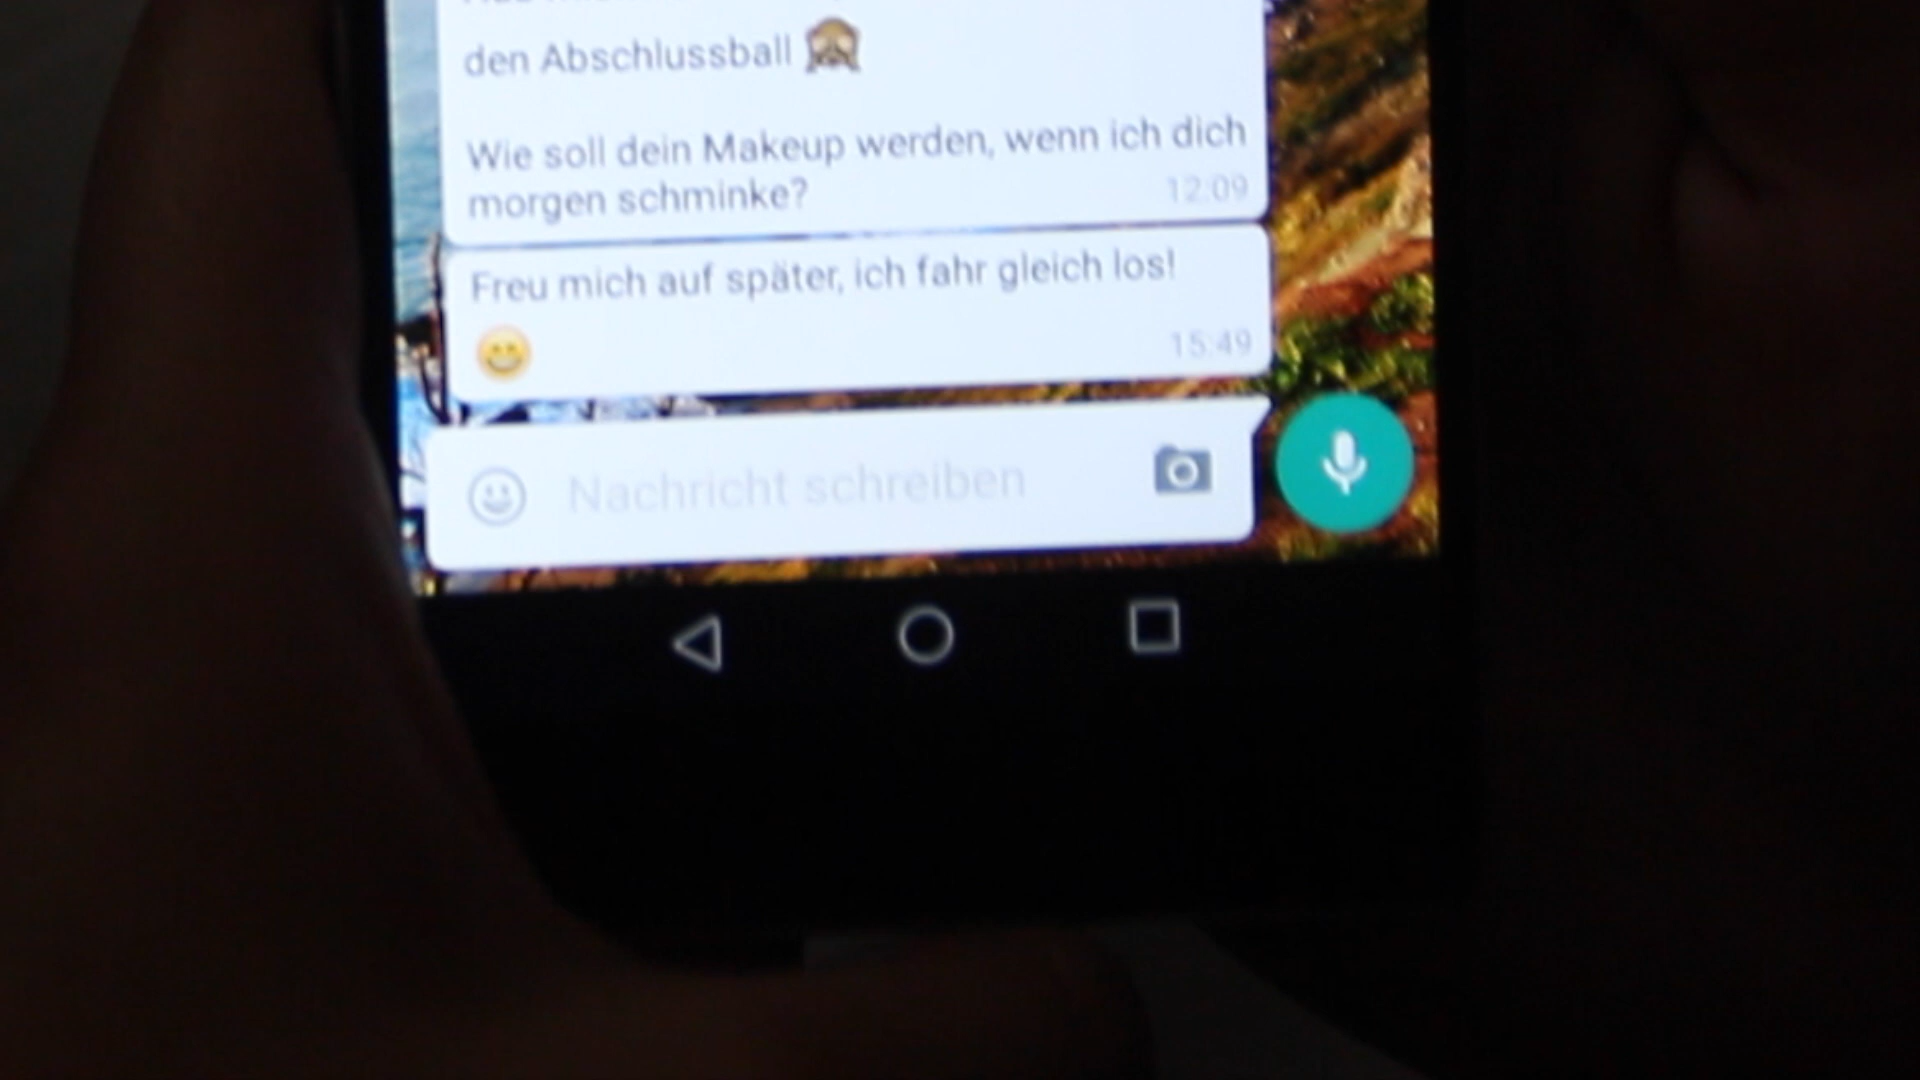 den Abschlussball 🙈
Wie soll dein Makeup werden, wenn ich dich
morgen schminke?
12:09
Freu mich auf später, ich fahr gleich los!
😄
15:49
Nachricht schreiben